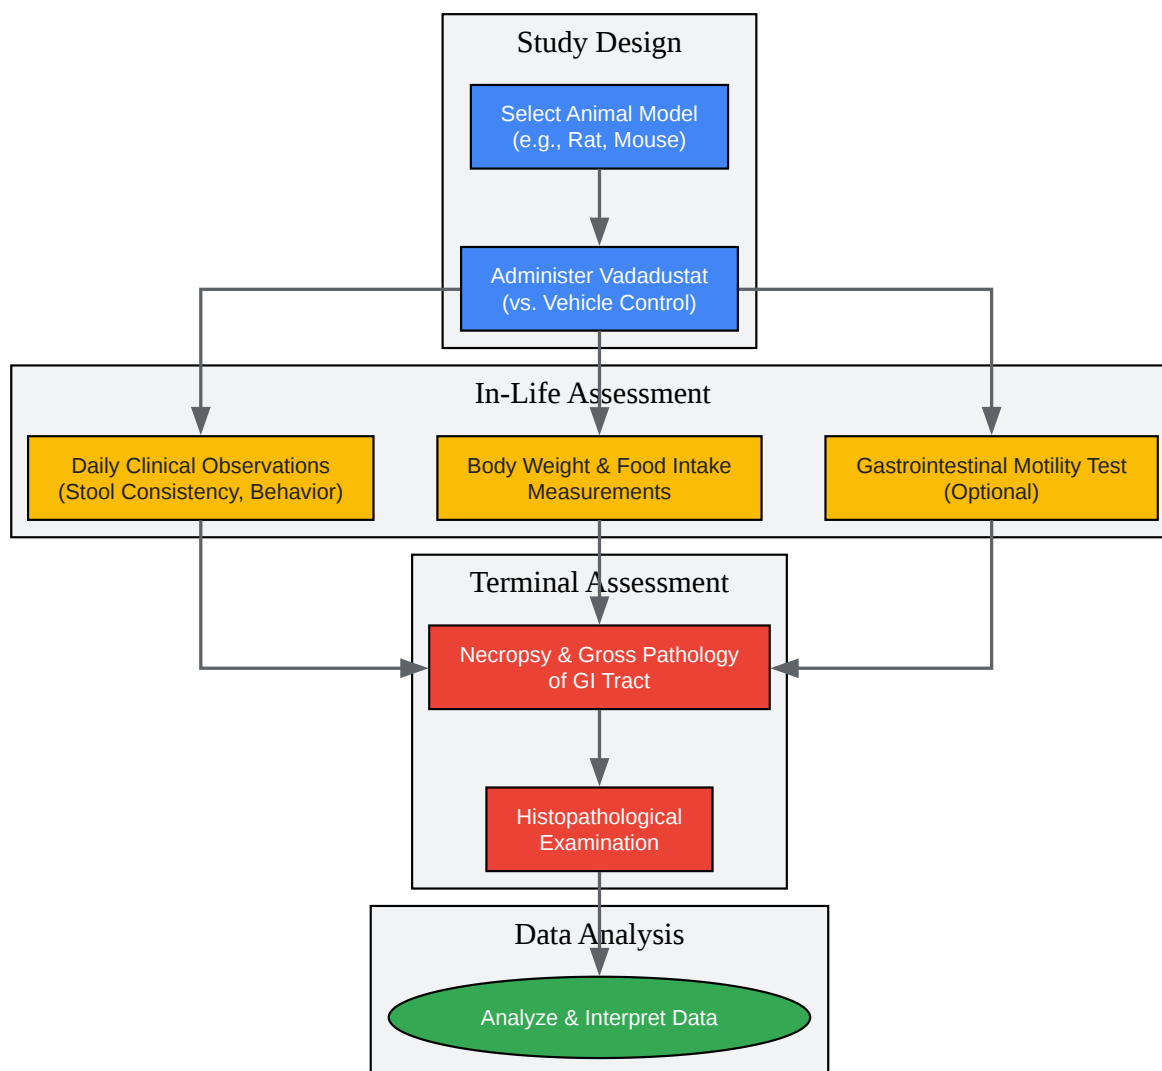 Study Design
Select Animal Model
(e.g., Rat, Mouse)
Administer Vadadustat
(vs. Vehicle Control)
In-Life Assessment
Daily Clinical Observations
(Stool Consistency, Behavior)
Body Weight & Food Intake
Measurements
Gastrointestinal Motility Test
(Optional)
Terminal Assessment
Necropsy & Gross Pathology
of GI Tract
Histopathological
Examination
Data Analysis
Analyze & Interpret Data